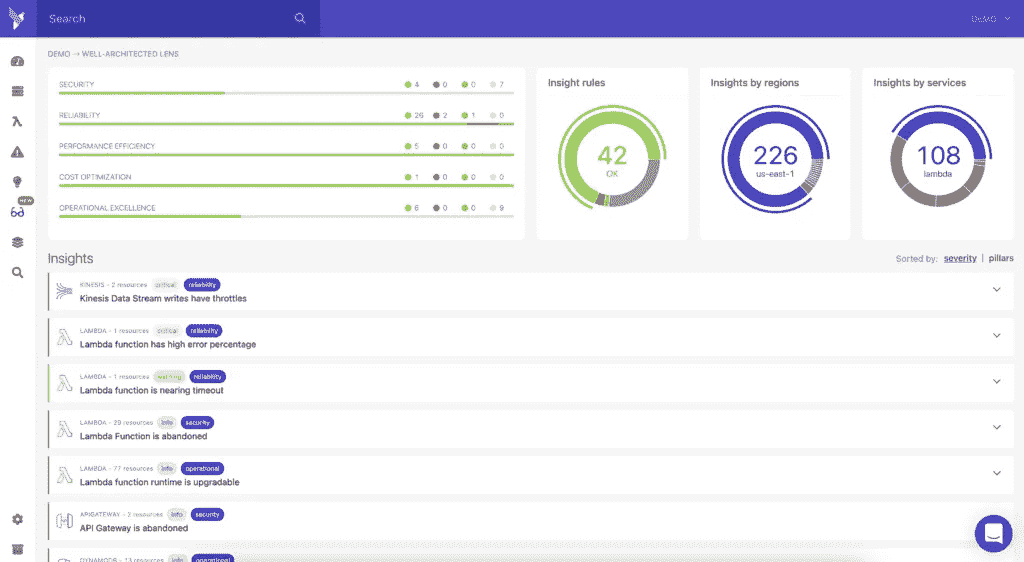 Search
DEMO
DEMO → WELL-ARCHITECTED LENS
SECURITY 4 0 0 7
RELIABILITY 26 2 1 0
PERFORMANCE EFFICIENCY 5 0 0 0
COST OPTIMIZATION 1 0 0 0
OPERATIONAL EXCELLENCE 6 0 0 9
Insight rules
42
OK
Insights by regions
226
us-east-1
Insights by services
108
lambda
NEW
Insights
Sorted by: severity | pillars
KINESIS - 2 resources critical reliability
Kinesis Data Stream writes have throttles
LAMBDA - 1 resources critical reliability
Lambda function has high error percentage
LAMBDA - 1 resources warning reliability
Lambda function is nearing timeout
LAMBDA - 29 resources info security
Lambda Function is abandoned
LAMBDA - 77 resources info operational
Lambda function runtime is upgradable
APIGATEWAY - 2 resources info security
API Gateway is abandoned
DYNAMODB - 13 resources info operational